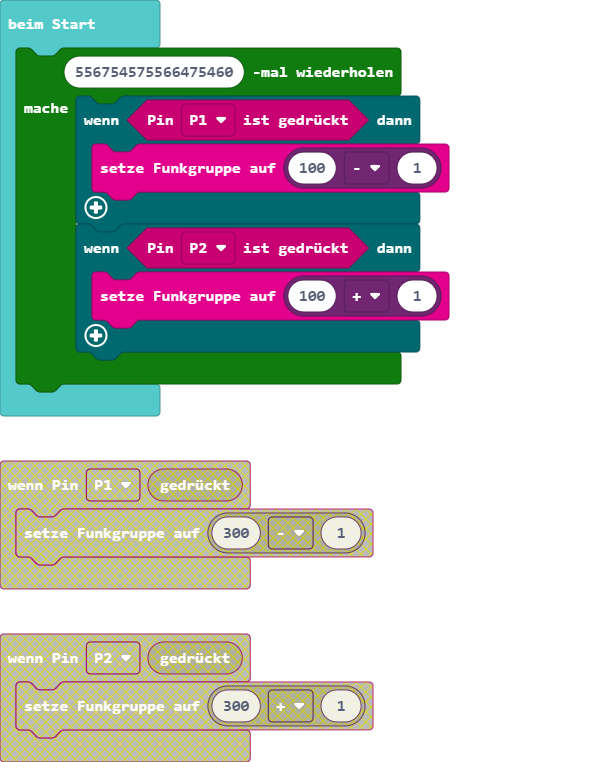 beim Start
556754575566475460 -mal wiederholen
mache
wenn Pin P1 ist gedrückt dann
setze Funkgruppe auf 100 - 1
wenn Pin P2 ist gedrückt dann
setze Funkgruppe auf 100 + 1
wenn Pin P1 gedrückt
setze Funkgruppe auf 300 - 1
wenn Pin P2 gedrückt
setze Funkgruppe auf 300 + 1